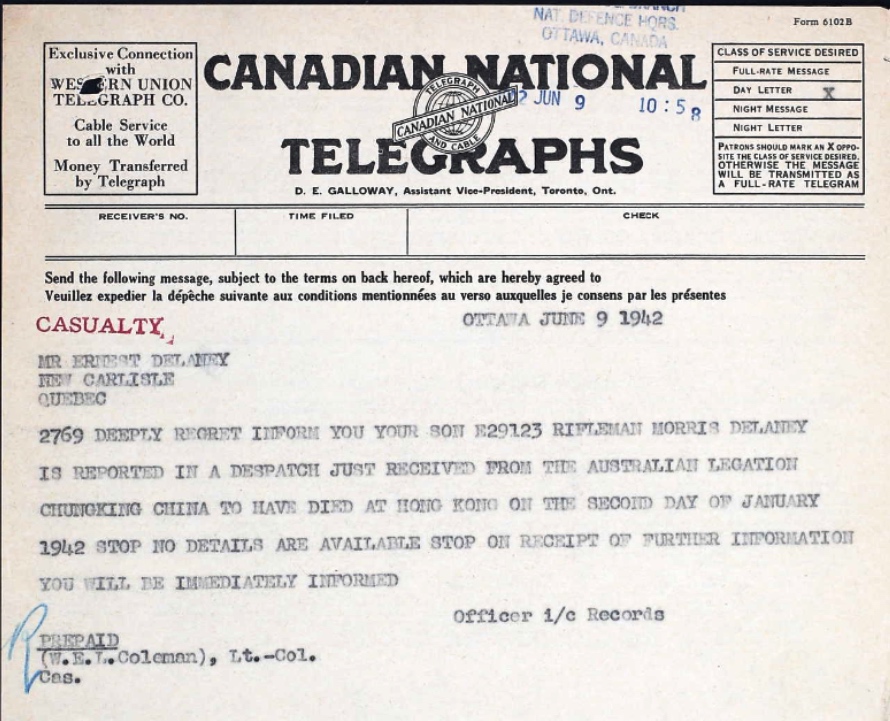 NAT. DEFENCE HQRS.
OTTAWA, CANADA
Form 6102B
Exclusive Connection
with
WESTERN UNION
TELEGRAPH CO.
Cable Service
to all the World
Money Transferred
by Telegraph
CANADIAN NATIONAL
TELEGRAPH
CANADIAN NATIONAL
AND CABLE
2 JUN 9 10:58
TELEGRAPHS
D. E. GALLOWAY, Assistant Vice-President, Toronto, Ont.
CLASS OF SERVICE DESIRED
FULL-RATE MESSAGE
DAY LETTER X
NIGHT MESSAGE
NIGHT LETTER
PATRONS SHOULD MARK AN X OPPO-
SITE THE CLASS OF SERVICE DESIRED,
OTHERWISE THE MESSAGE
WILL BE TRANSMITTED AS
A FULL-RATE TELEGRAM
RECEIVER'S NO. TIME FILED CHECK
Send the following message, subject to the terms on back hereof, which are hereby agreed to
Veuillez expedier la dépêche suivante aux conditions mentionnées au verso auxquelles je consens par les présentes
CASUALTY
OTTAWA JUNE 9 1942
MR ERNEST DELANEY
NEW CARLISLE
QUEBEC
2769 DEEPLY REGRET INFORM YOU YOUR SON E29123 RIFLEMAN MORRIS DELANEY
IS REPORTED IN A DESPATCH JUST RECEIVED FROM THE AUSTRALIAN LEGATION
CHUNGKING CHINA TO HAVE DIED AT HONG KONG ON THE SECOND DAY OF JANUARY
1942 STOP NO DETAILS ARE AVAILABLE STOP ON RECEIPT OF FURTHER INFORMATION
YOU WILL BE IMMEDIATELY INFORMED
Officer i/c Records
PREPAID
(W.E.L.Coleman), Lt.-Col.
Cas.